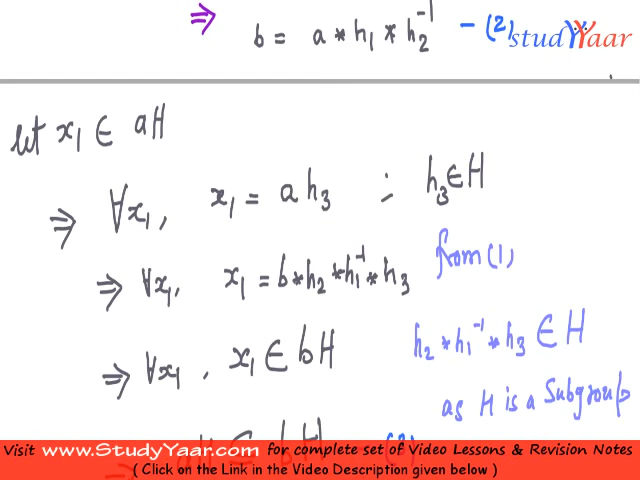 ⇒ b = a * h₁ * h₂⁻¹ – (2)
studYYaar
let x₁ ∈ aH
⇒ ∀x₁, x₁ = a h₃ : h₃ ∈ H
⇒ ∀x₁, x₁ = b * h₂ * h₁⁻¹ * h₃ from (1)
⇒ ∀x₁ , x₁ ∈ bH h₂ * h₁⁻¹ * h₃ ∈ H
as H is a Subgroup
Visit www.StudyYaar.com for complete set of Video Lessons & Revision Notes
( Click on the Link in the Video Description given below )